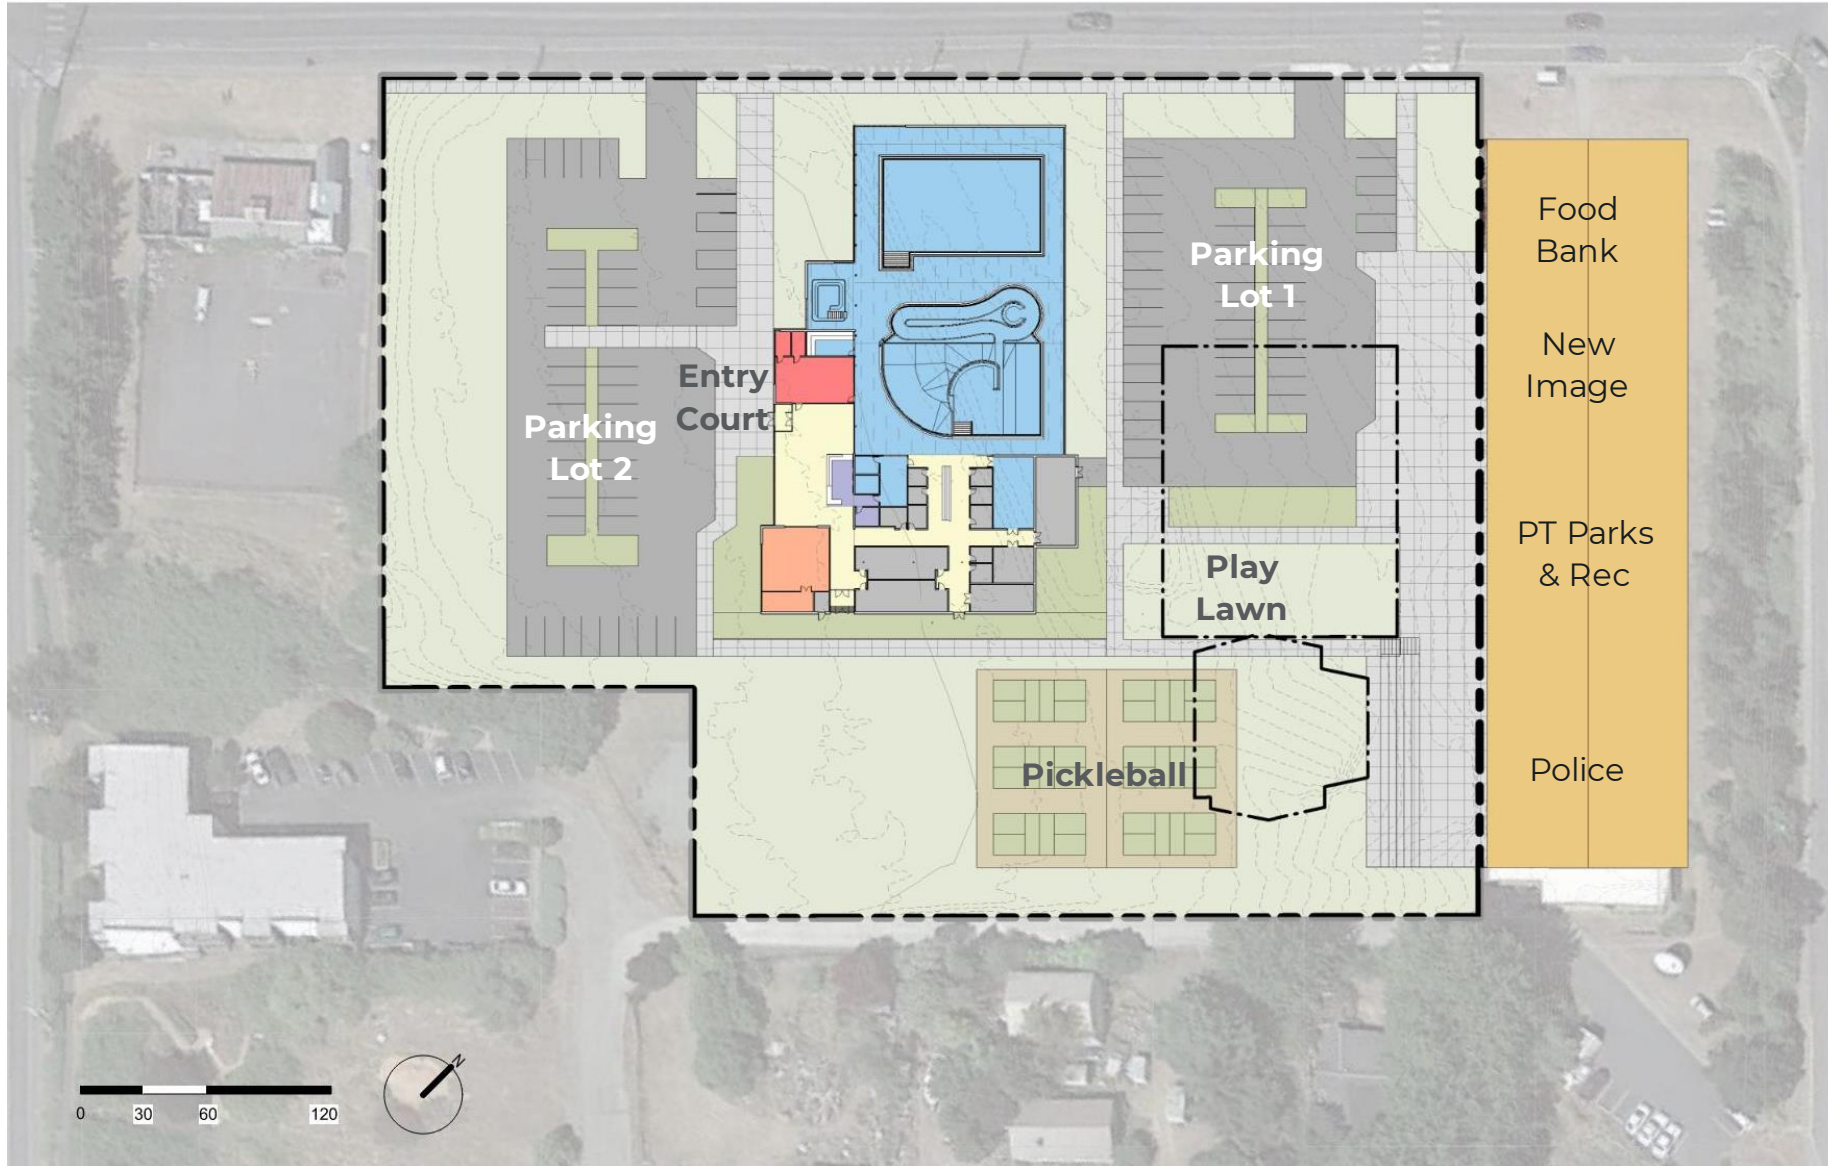 Food
Bank
Parking
Lot 1
New
Image
Entry
Court
Parking
Lot 2
PT Parks
& Rec
Play
Lawn
Pickleball
Police
N
0 30 60 120